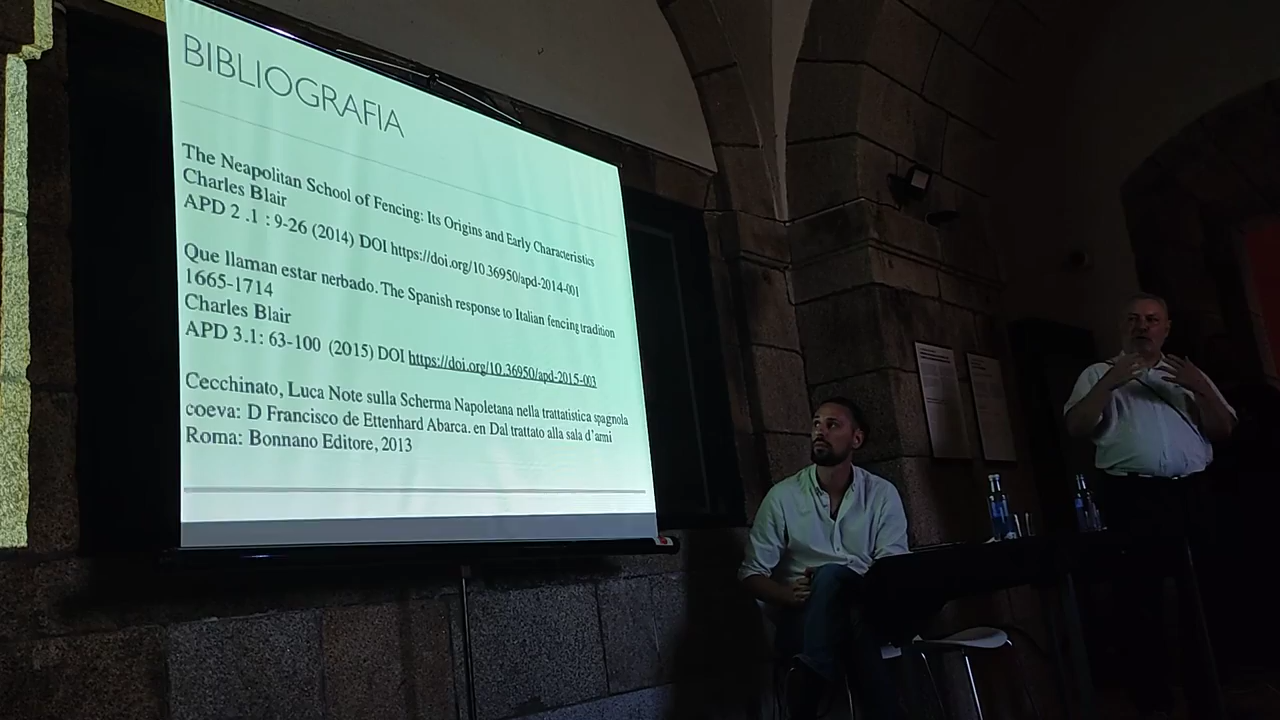 BIBLIOGRAFIA
The Neapolitan School of Fencing: Its Origins and Early Characteristics
Charles Blair
APD 2 .1 : 9-26 (2014) DOI https://doi.org/10.36950/apd-2014-001
Que llaman estar nerbado. The Spanish response to Italian fencing tradition
1665-1714
Charles Blair
APD 3.1: 63-100 (2015) DOI https://doi.org/10.36950/apd-2015-003
Cecchinato, Luca Note sulla Scherma Napoletana nella trattatistica spagnola
coeva: D Francisco de Ettenhard Abarca. en Dal trattato alla sala d'armi
Roma: Bonnano Editore, 2013